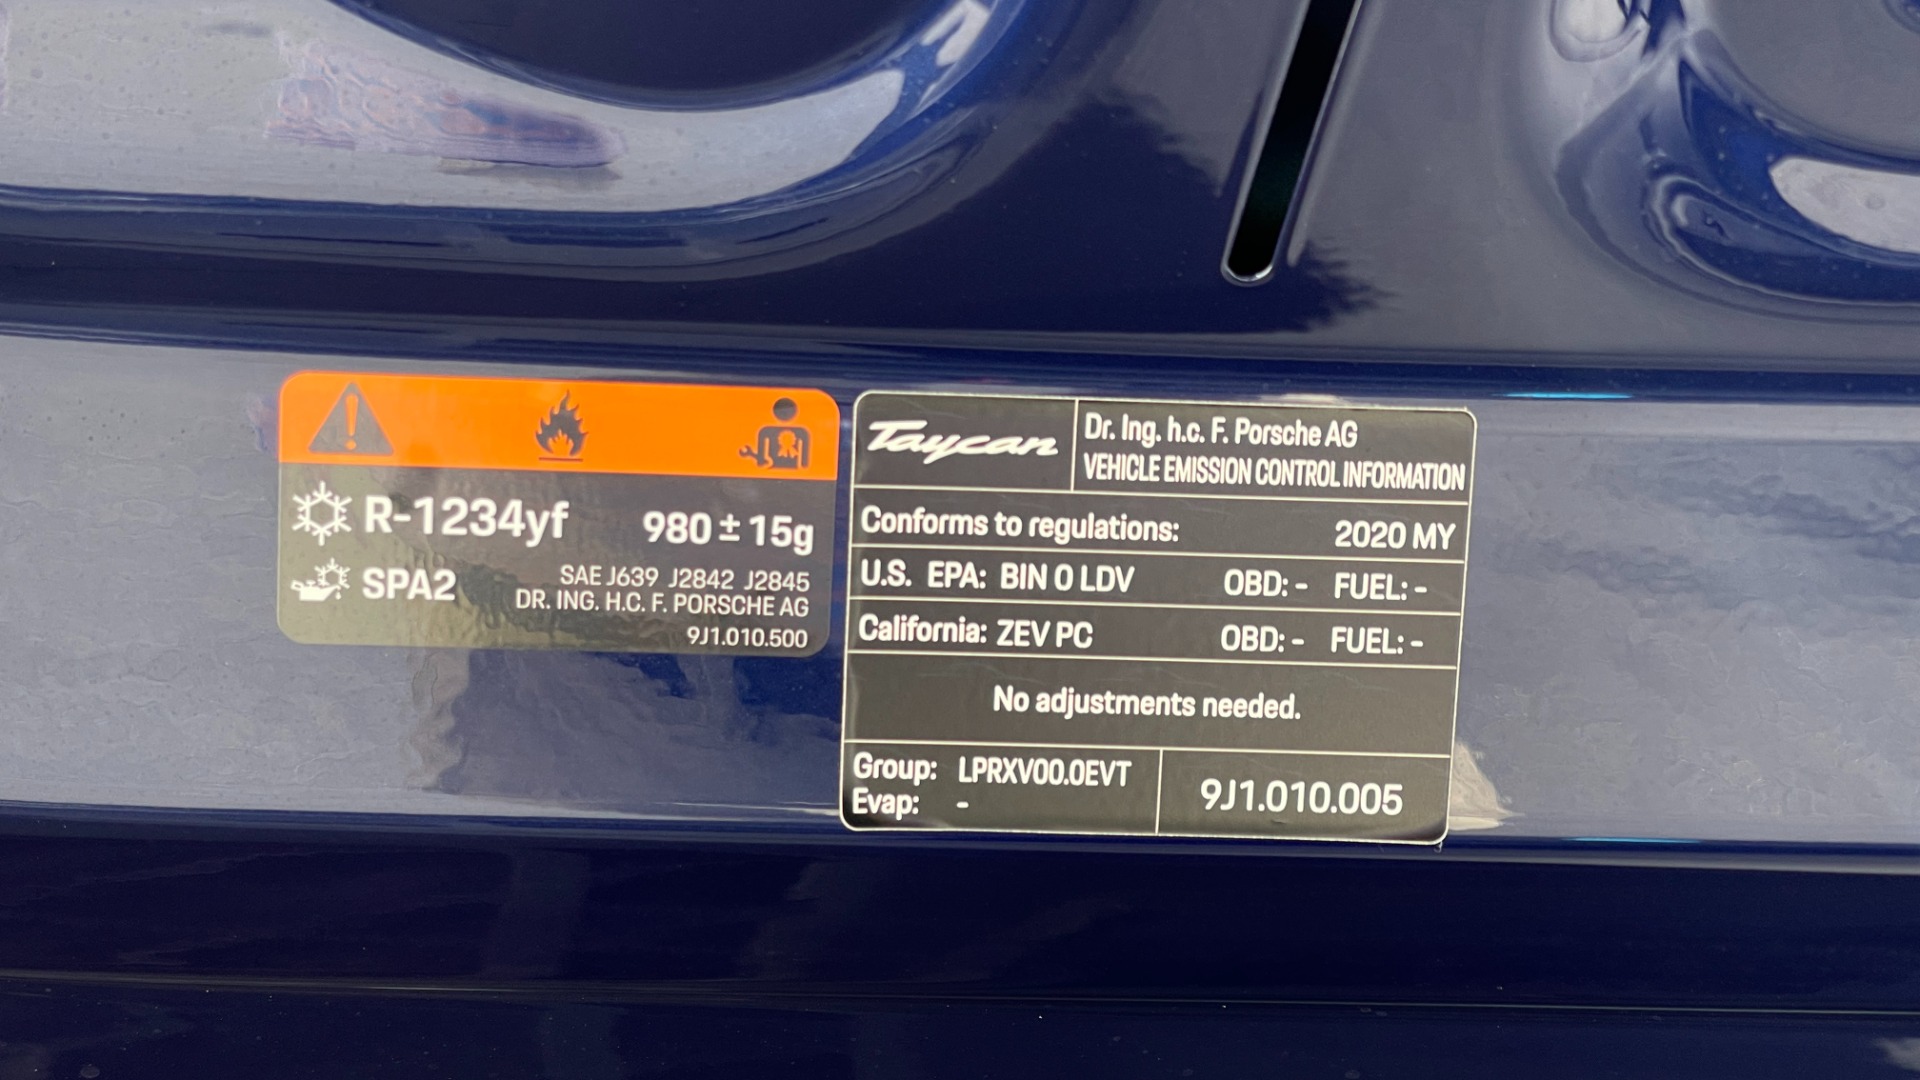 R-1234yf 980 ± 15g
SPA2
SAE J639 J2842 J2845
DR. ING. H.C. F. PORSCHE AG
9J1.010.500
Taycan
Dr. Ing. h.c. F. Porsche AG
VEHICLE EMISSION CONTROL INFORMATION
Conforms to regulations: 2020 MY
U.S. EPA: BIN 0 LDV OBD: - FUEL: -
California: ZEV PC OBD: - FUEL: -
No adjustments needed.
Group: LPRXV00.0EVT
Evap: -
9J1.010.005